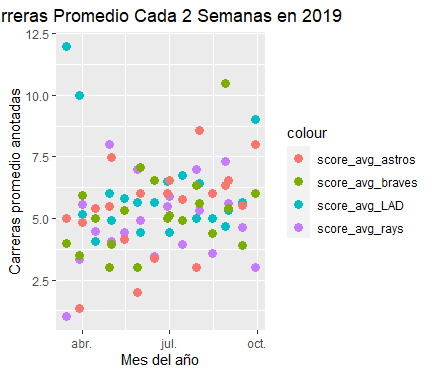 rreras Promedio Cada 2 Semanas en 2019
12.5
10.0
7.5
5.0
2.5
Carreras promedio anotadas
abr.
jul.
oct.
Mes del año
colour
score_avg_astros
score_avg_braves
score_avg_LAD
score_avg_rays